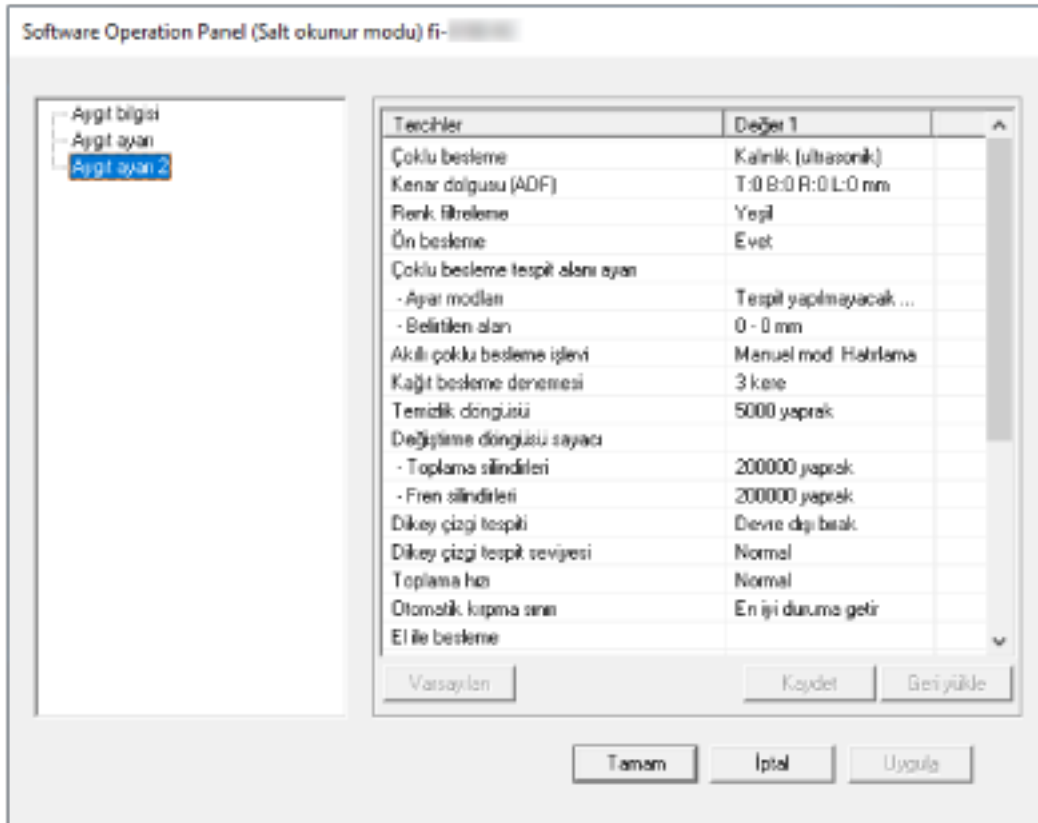 Software Operation Panel (Salt okunur modu) fi-
Aygıt bilgisi
Aygıt ayarı
Aygıt ayarı 2
Tercihler Değer 1
Çoklu besleme Kalınlık (ultrasonik)
Kenar dolgusu (ADF) T:0 B:0 R:0 L:0 mm
Renk filtreleme Yeşil
Ön besleme Evet
Çoklu besleme tespit alanı ayarı
- Ayar modları Tespit yapılmayacak ...
- Belirtilen alan 0 - 0 mm
Akıllı çoklu besleme işlevi Manuel mod Hatırlama
Kağıt besleme denemesi 3 kere
Temizlik döngüsü 5000 yaprak
Değiştirme döngüsü sayacı
- Toplama silindirleri 200000 yaprak
- Fren silindirleri 200000 yaprak
Dikey çizgi tespiti Devre dışı bırak
Dikey çizgi tespit seviyesi Normal
Toplama hızı Normal
Otomatik kırpma sınırı En iyi duruma getir
El ile besleme
Varsayılan Kaydet Geri yükle
Tamam İptal Uygula